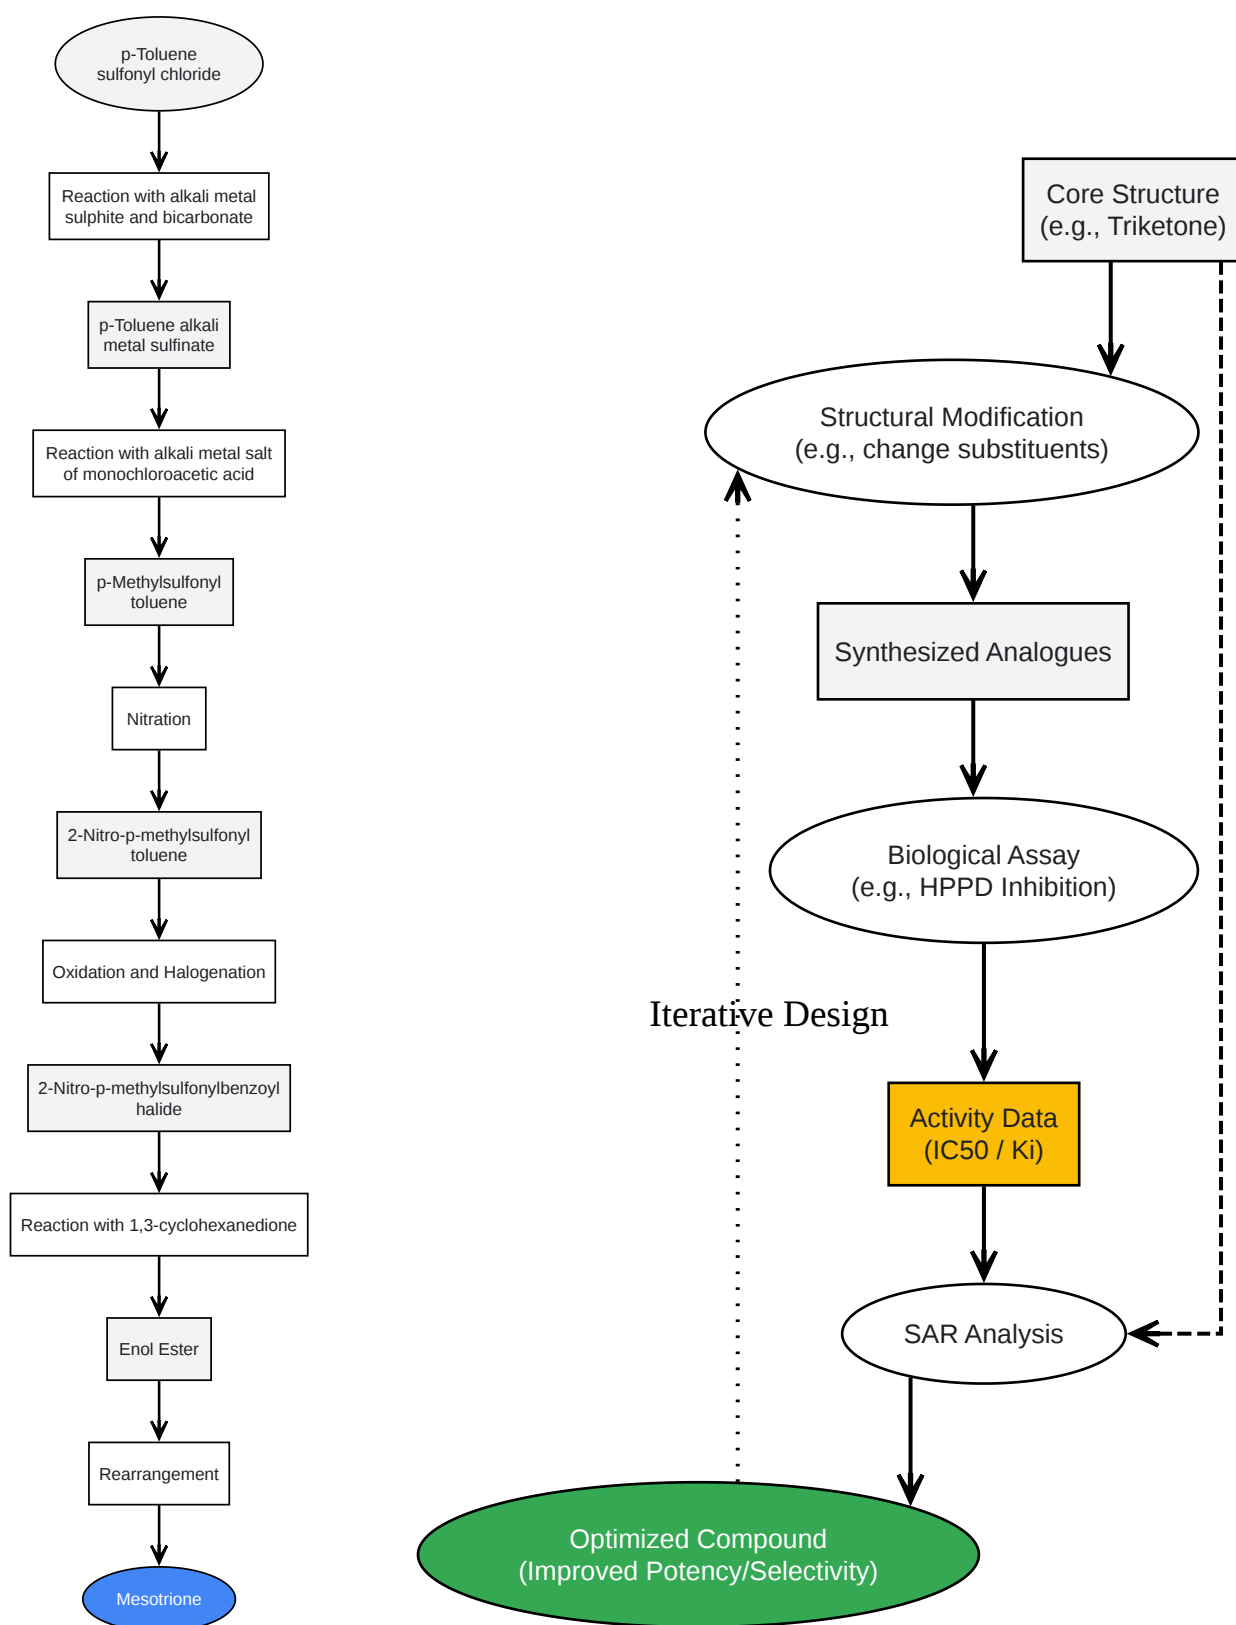 p-Toluene
sulfonyl chloride
Reaction with alkali metal
sulphite and bicarbonate
p-Toluene alkali
metal sulfinate
Reaction with alkali metal salt
of monochloroacetic acid
p-Methylsulfonyl
toluene
Nitration
2-Nitro-p-methylsulfonyl
toluene
Oxidation and Halogenation
2-Nitro-p-methylsulfonylbenzoyl
halide
Reaction with 1,3-cyclohexanedione
Enol Ester
Rearrangement
Mesotrione
Core Structure
(e.g., Triketone)
Structural Modification
(e.g., change substituents)
Synthesized Analogues
Biological Assay
(e.g., HPPD Inhibition)
Iterative Design
Activity Data
(IC50 / Ki)
SAR Analysis
Optimized Compound
(Improved Potency/Selectivity)